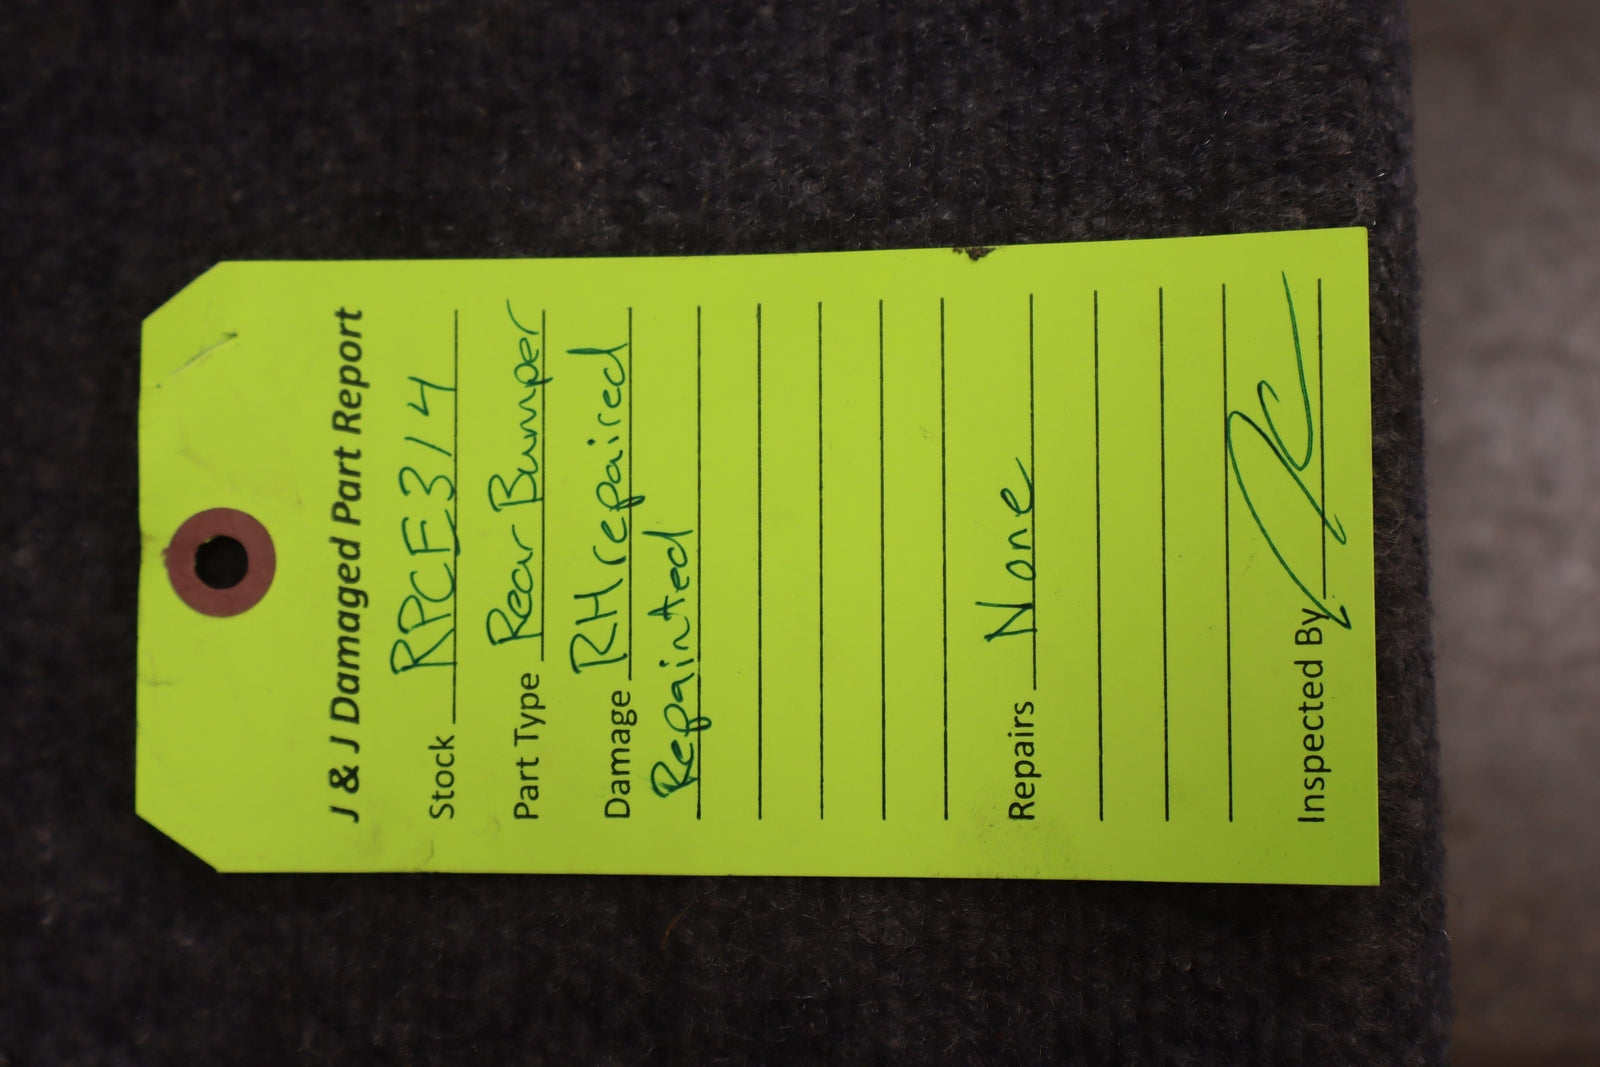 J & J Damaged Part Report
Stock RPCE314
Part Type Rear Bumper
Damage RH repaired
Repainted
Repairs None
Inspected By